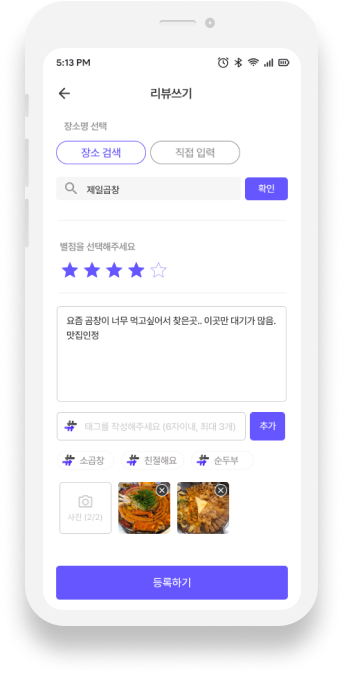 5:13 PM
리뷰쓰기
장소명 선택
장소 검색
직접 입력
제일곱창
확인
별점을 선택해주세요
요즘 곱창이 너무 먹고싶어서 찾은곳.. 이곳만 대기가 많음.
맛집인정
태그를 작성해주세요 (6자이내, 최대 3개)
추가
소곱창
친절해요
순두부
사진 (2/2)
등록하기